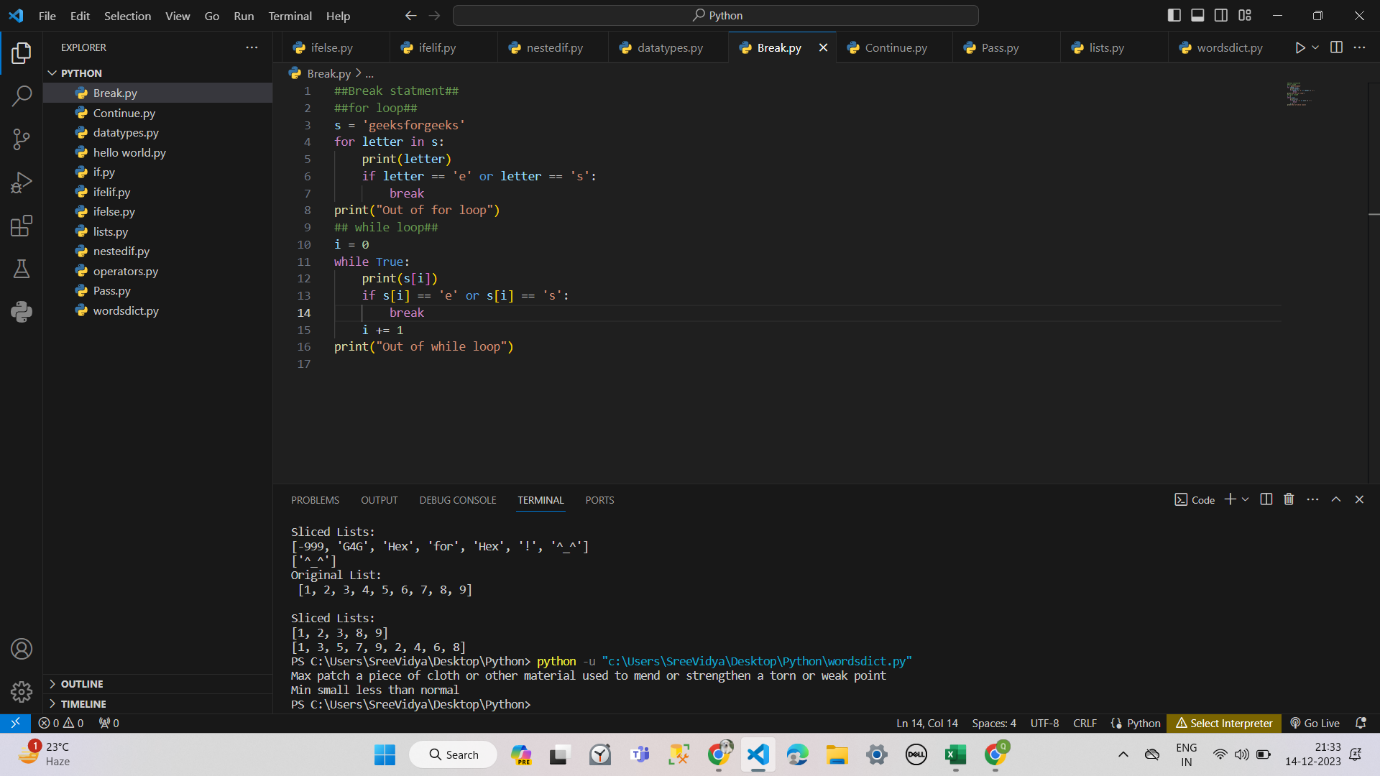 File Edit Selection View Go Run Terminal Help
Python
EXPLORER
ifelse.py ifelif.py nestedif.py datatypes.py Break.py Continue.py Pass.py lists.py wordsdict.py
PYTHON
Break.py
Continue.py
datatypes.py
hello world.py
if.py
ifelif.py
ifelse.py
lists.py
nestedif.py
operators.py
Pass.py
wordsdict.py
OUTLINE
TIMELINE
Break.py > ...
1 ##Break statment##
2 ##for loop##
3 s = 'geeksforgeeks'
4 for letter in s:
5     print(letter)
6     if letter == 'e' or letter == 's':
7         break
8 print("Out of for loop")
9 ## while loop##
10 i = 0
11 while True:
12     print(s[i])
13     if s[i] == 'e' or s[i] == 's':
14         break
15     i += 1
16 print("Out of while loop")
17
PROBLEMS OUTPUT DEBUG CONSOLE TERMINAL PORTS
Code
Sliced Lists:
[-999, 'G4G', 'Hex', 'for', 'Hex', '!', '^_^']
['^_^']
Original List:
 [1, 2, 3, 4, 5, 6, 7, 8, 9]
Sliced Lists:
[1, 2, 3, 8, 9]
[1, 3, 5, 7, 9, 2, 4, 6, 8]
PS C:\Users\SreeVidya\Desktop\Python> python -u "c:\Users\SreeVidya\Desktop\Python\wordsdict.py"
Max patch a piece of cloth or other material used to mend or strengthen a torn or weak point
Min small less than normal
PS C:\Users\SreeVidya\Desktop\Python>
0 0 0 Ln 14, Col 14 Spaces: 4 UTF-8 CRLF Python Select Interpreter Go Live
1 23°C
Haze
Search
PRE
DELL
Q
ENG
IN
21:33
14-12-2023